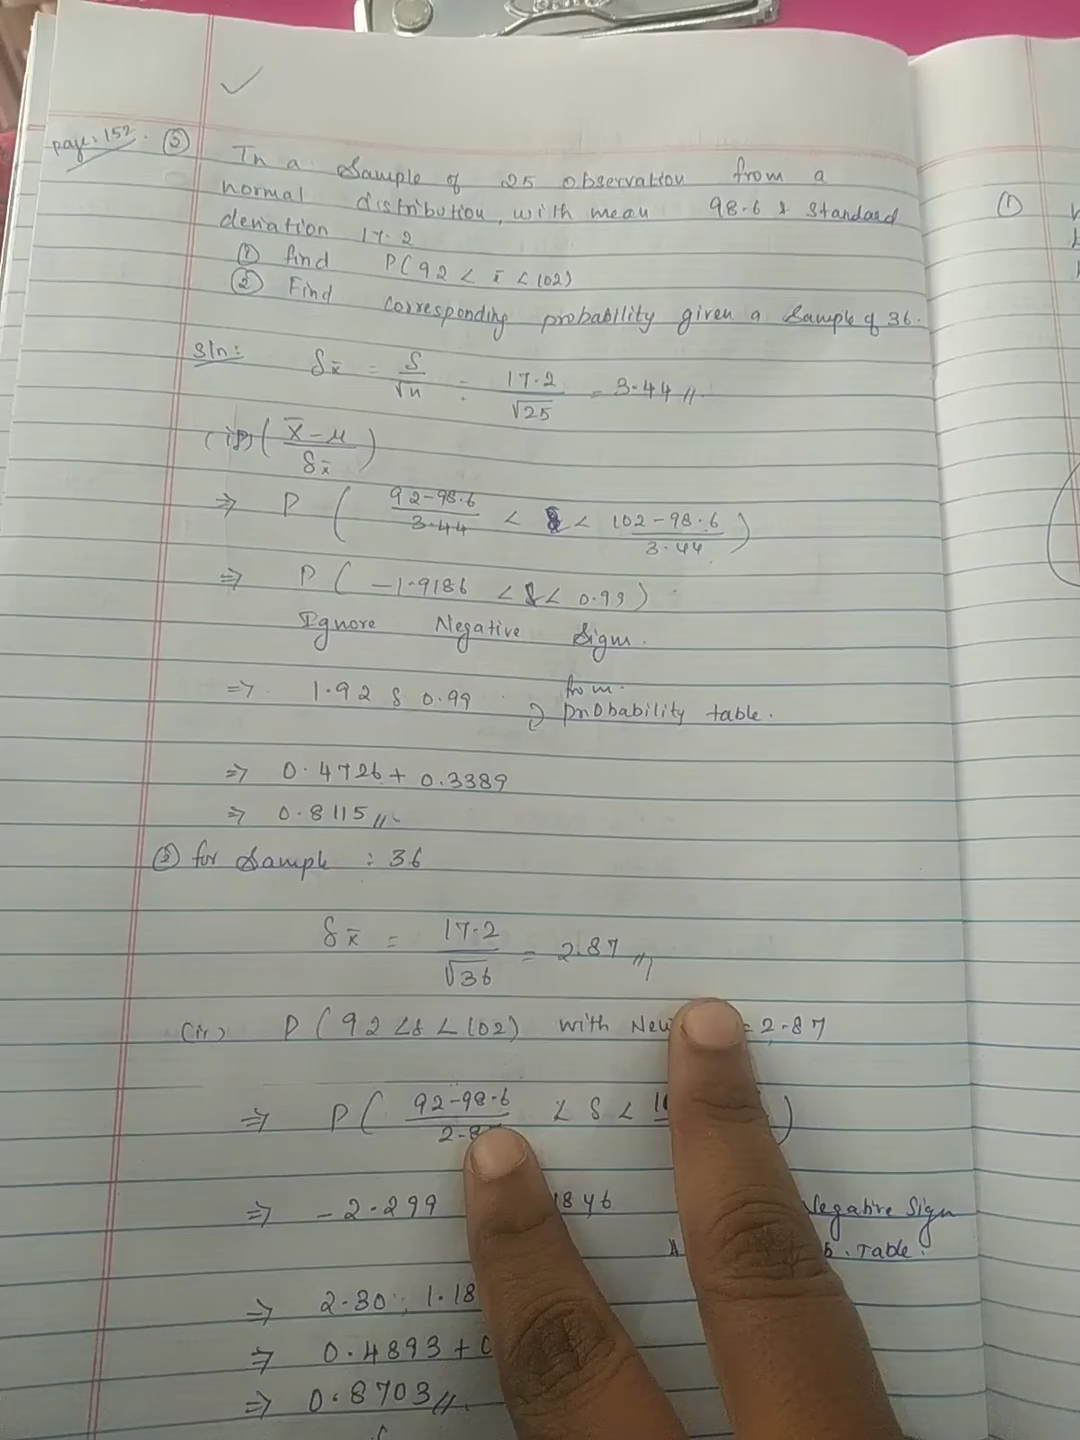 page: 152. ③ In a Sample of 25 observation from a
normal distribution, with mean 98.6 & Standard
deviation 17.2
① find P(92 < x̄ < 102)
② Find corresponding probability given a Sample of 36.
Sln: Sx̄ = S/√n = 17.2/√25 = 3.44 //
(i) P( (x̄-μ)/Sx̄ )
⇒ P ( (92-98.6)/3.44 < < (102-98.6)/3.44 )
⇒ P ( -1.9186 < < 0.99)
Ignore Negative Sign.
⇒ 1.92 & 0.99 from.
probability table.
⇒ 0.4726 + 0.3389
⇒ 0.8115 //
② for Sample : 36
Sx̄ = 17.2/√36 = 2.87 //
(ii) P ( 92 < S < 102) with New = 2.87
⇒ P ( (92-98.6)/2.8 < S < )
⇒ -2.299 1846 Negative Sign
Table.
⇒ 2.30, 1.18
⇒ 0.4893 +
⇒ 0.8703 //
①